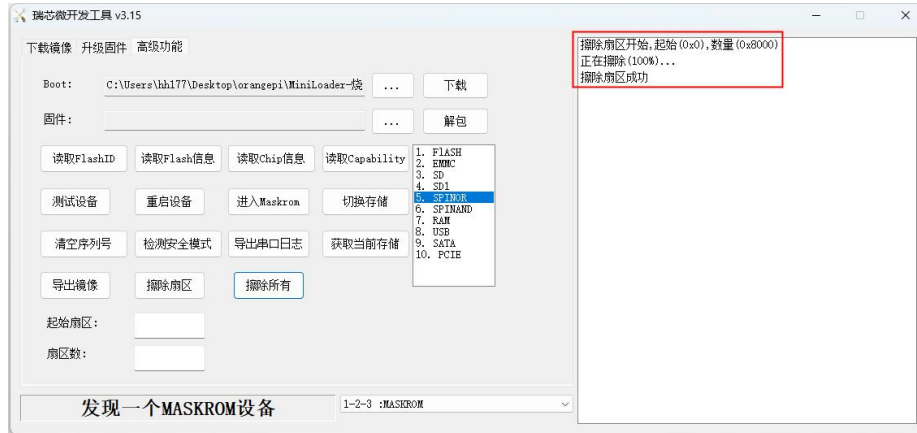 瑞芯微开发工具 v3.15
下载镜像 升级固件 高级功能
Boot: C:\Users\hh177\Desktop\orangepi\MiniLoader-烧 ... 下载
固件: ... 解包
读取FlashID 读取Flash信息 读取Chip信息 读取Capability
测试设备 重启设备 进入Maskrom 切换存储
清空序列号 检测安全模式 导出串口日志 获取当前存储
导出镜像 擦除扇区 擦除所有
1. FlASH
2. EMMC
3. SD
4. SD1
5. SPINOR
6. SPINAND
7. RAM
8. USB
9. SATA
10. PCIE
起始扇区:
扇区数:
发现一个MASKROM设备 1-2-3 :MASKROM
擦除扇区开始,起始(0x0),数量(0x8000)
正在擦除(100%)...
擦除扇区成功